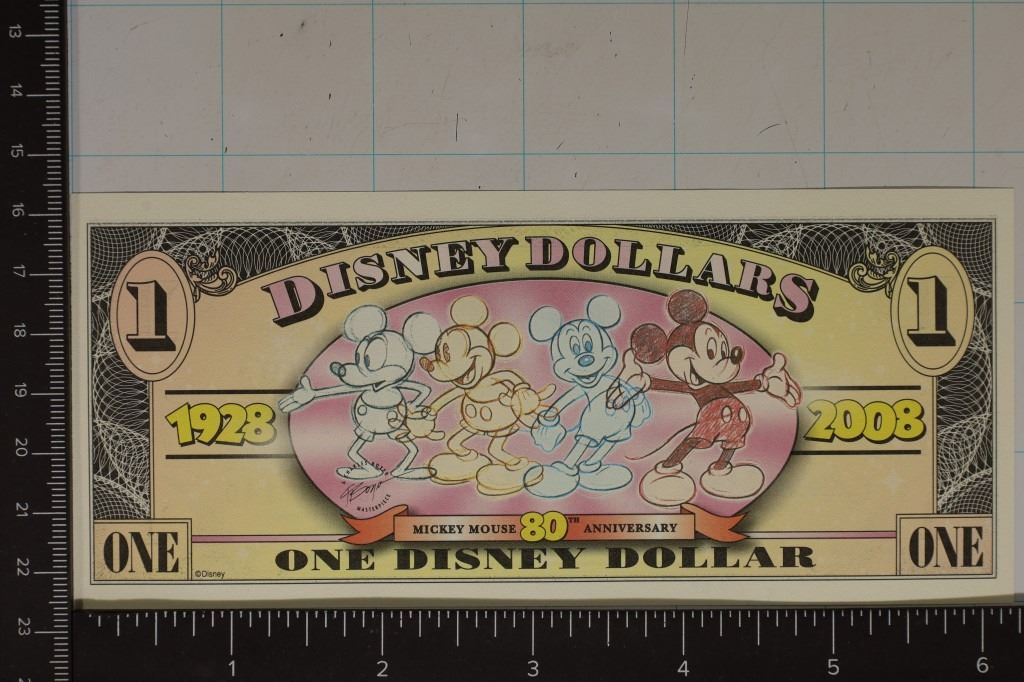 13
14
15
16
17
18
19
20
21
22
23
DISNEY DOLLARS
1 1
1928 2008
MASTERPIECE
MICKEY MOUSE 80TH ANNIVERSARY
ONE ONE DISNEY DOLLAR ONE
©Disney
1 2 3 4 5 6